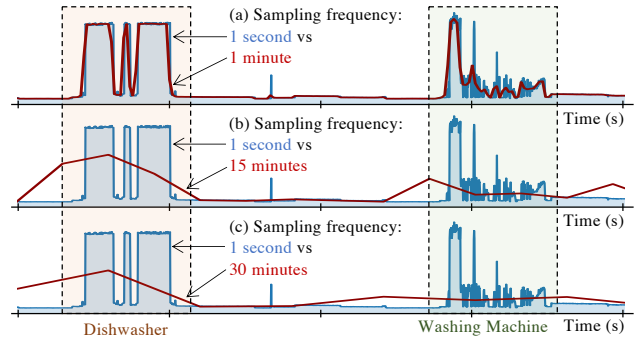 (a) Sampling frequency:
1 second vs
1 minute
Time (s)
(b) Sampling frequency:
1 second vs
15 minutes
Time (s)
(c) Sampling frequency:
1 second vs
30 minutes
Dishwasher
Washing Machine
Time (s)